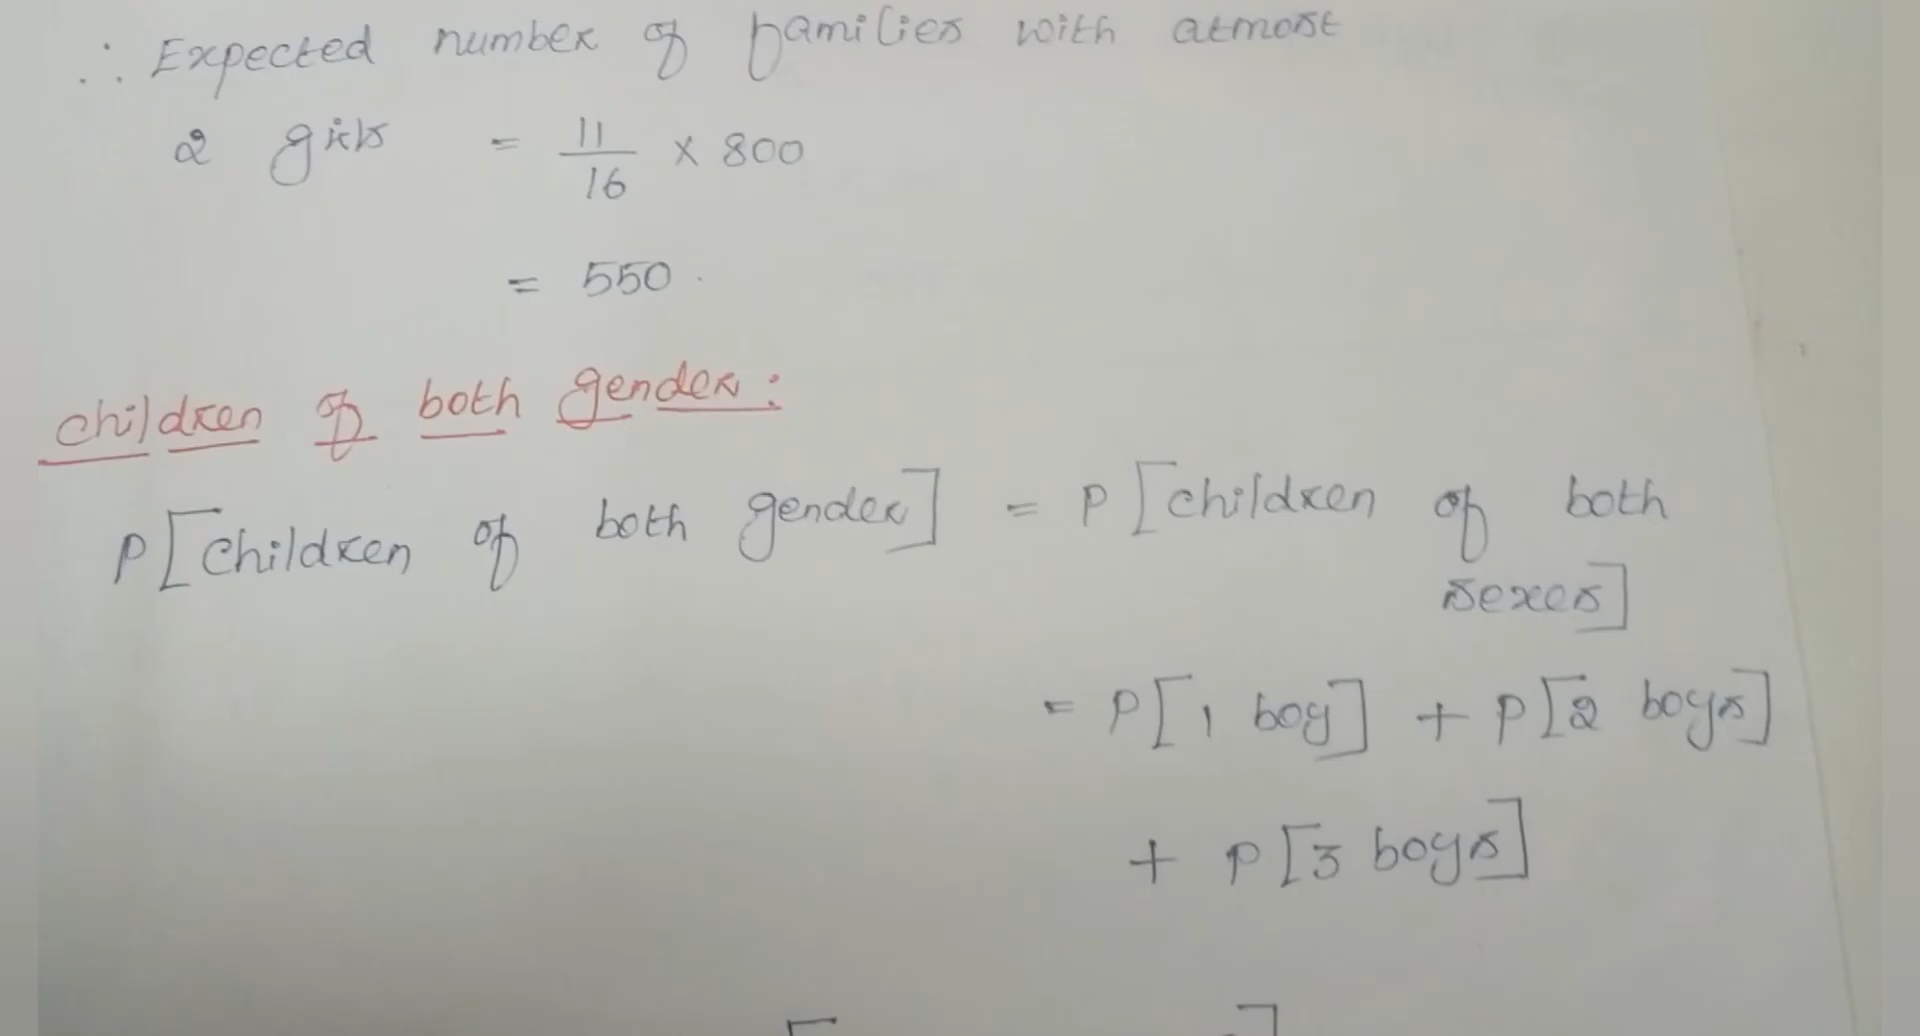 ∴ Expected number of families with atmost
2 girls = 11/16 × 800
= 550.
children of both gender:
P[children of both gender] = P[children of both
sexes]
= P[1 boy] + P[2 boys]
+ P[3 boys]